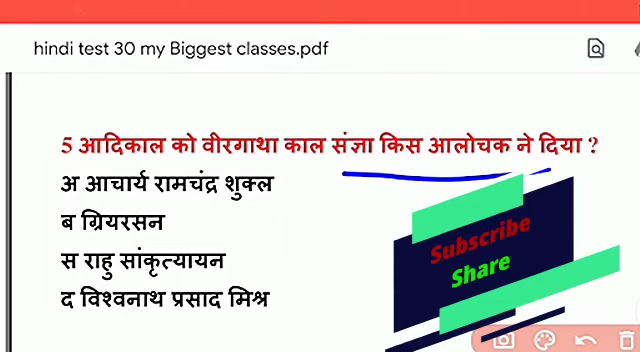 hindi test 30 my Biggest classes.pdf
5 आदिकाल को वीरगाथा काल संज्ञा किस आलोचक ने दिया ?
अ आचार्य रामचंद्र शुक्ल
ब ग्रियरसन
स राहु सांकृत्यायन
द विश्वनाथ प्रसाद मिश्र
Subscribe
Share